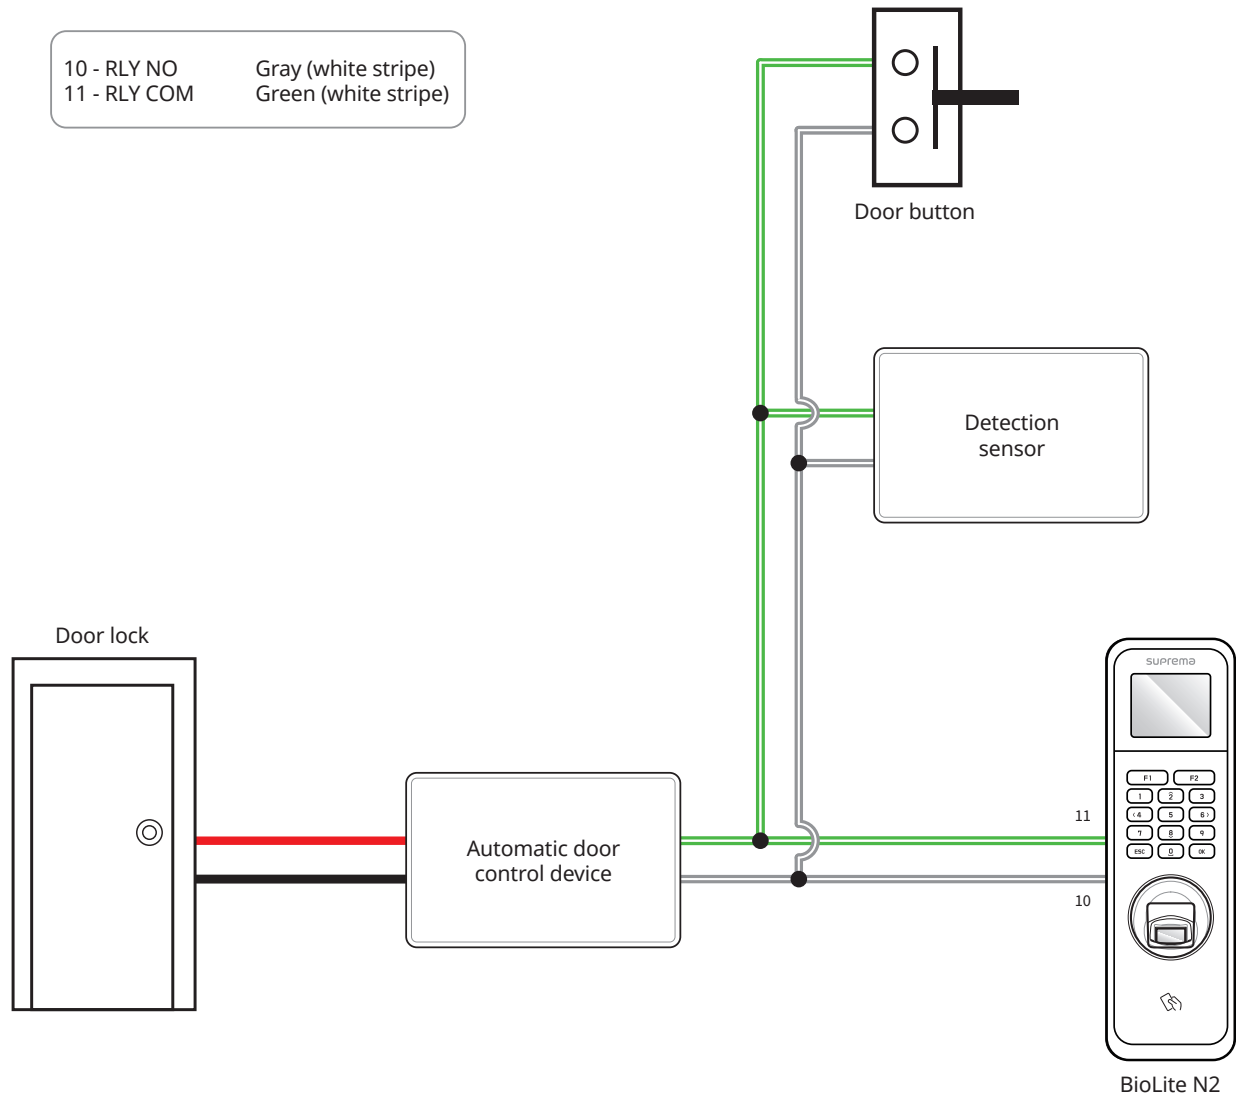 10 - RLY NO Gray (white stripe)
11 - RLY COM Green (white stripe)
Door button
Detection
sensor
Door lock
suprema
F1 F2
1 2 3
‹4 5 6›
7 8 9
ESC 0 OK
11
Automatic door
control device
10
BioLite N2